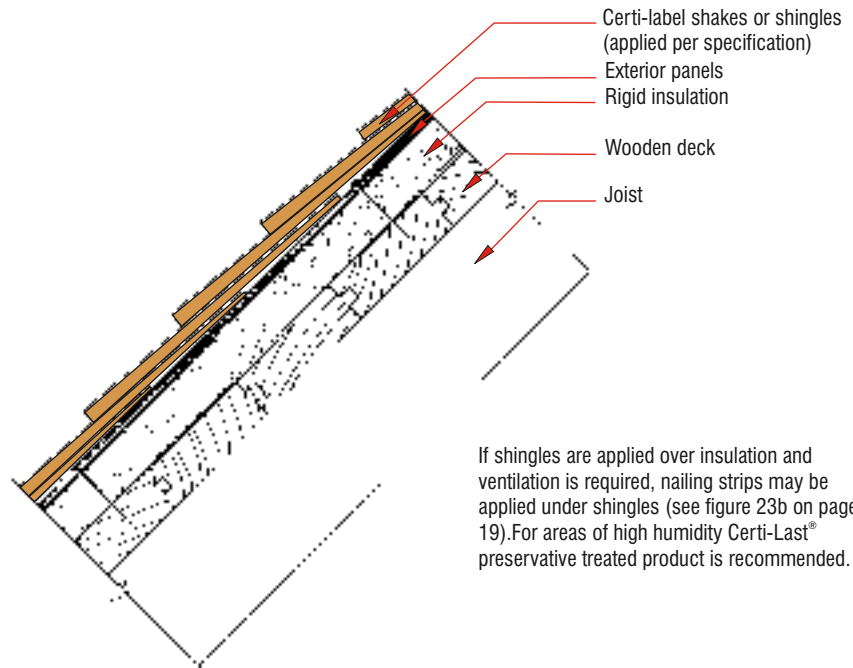 Certi-label shakes or shingles
(applied per specification)
Exterior panels
Rigid insulation
Wooden deck
Joist
If shingles are applied over insulation and
ventilation is required, nailing strips may be
applied under shingles (see figure 23b on page
19).For areas of high humidity Certi-Last®
preservative treated product is recommended.